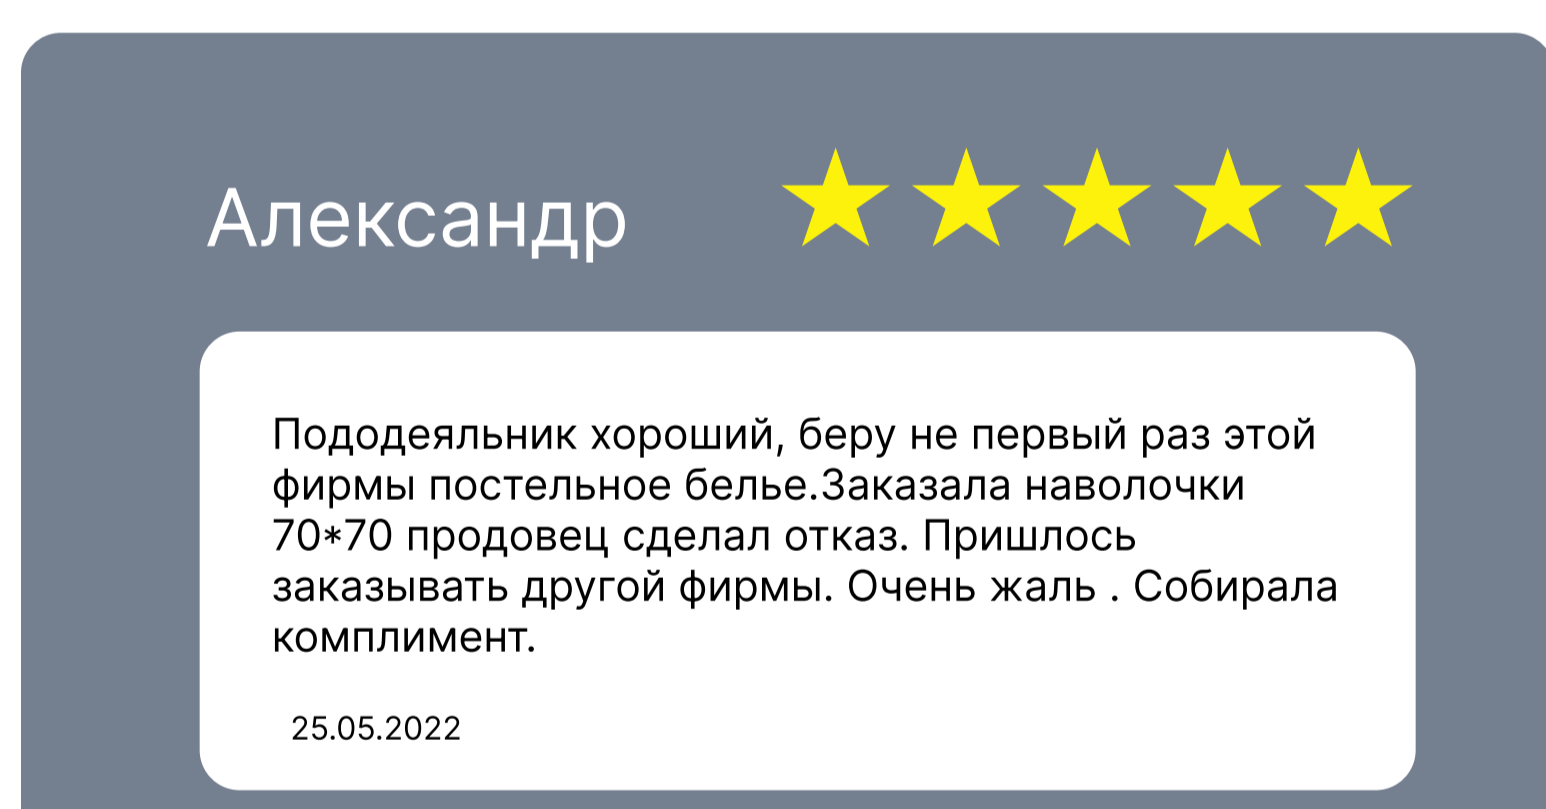 Александр
Пододеяльник хороший, беру не первый раз этой
фирмы постельное белье.Заказала наволочки
70*70 продовец сделал отказ. Пришлось
заказывать другой фирмы. Очень жаль . Собирала
комплимент.
25.05.2022